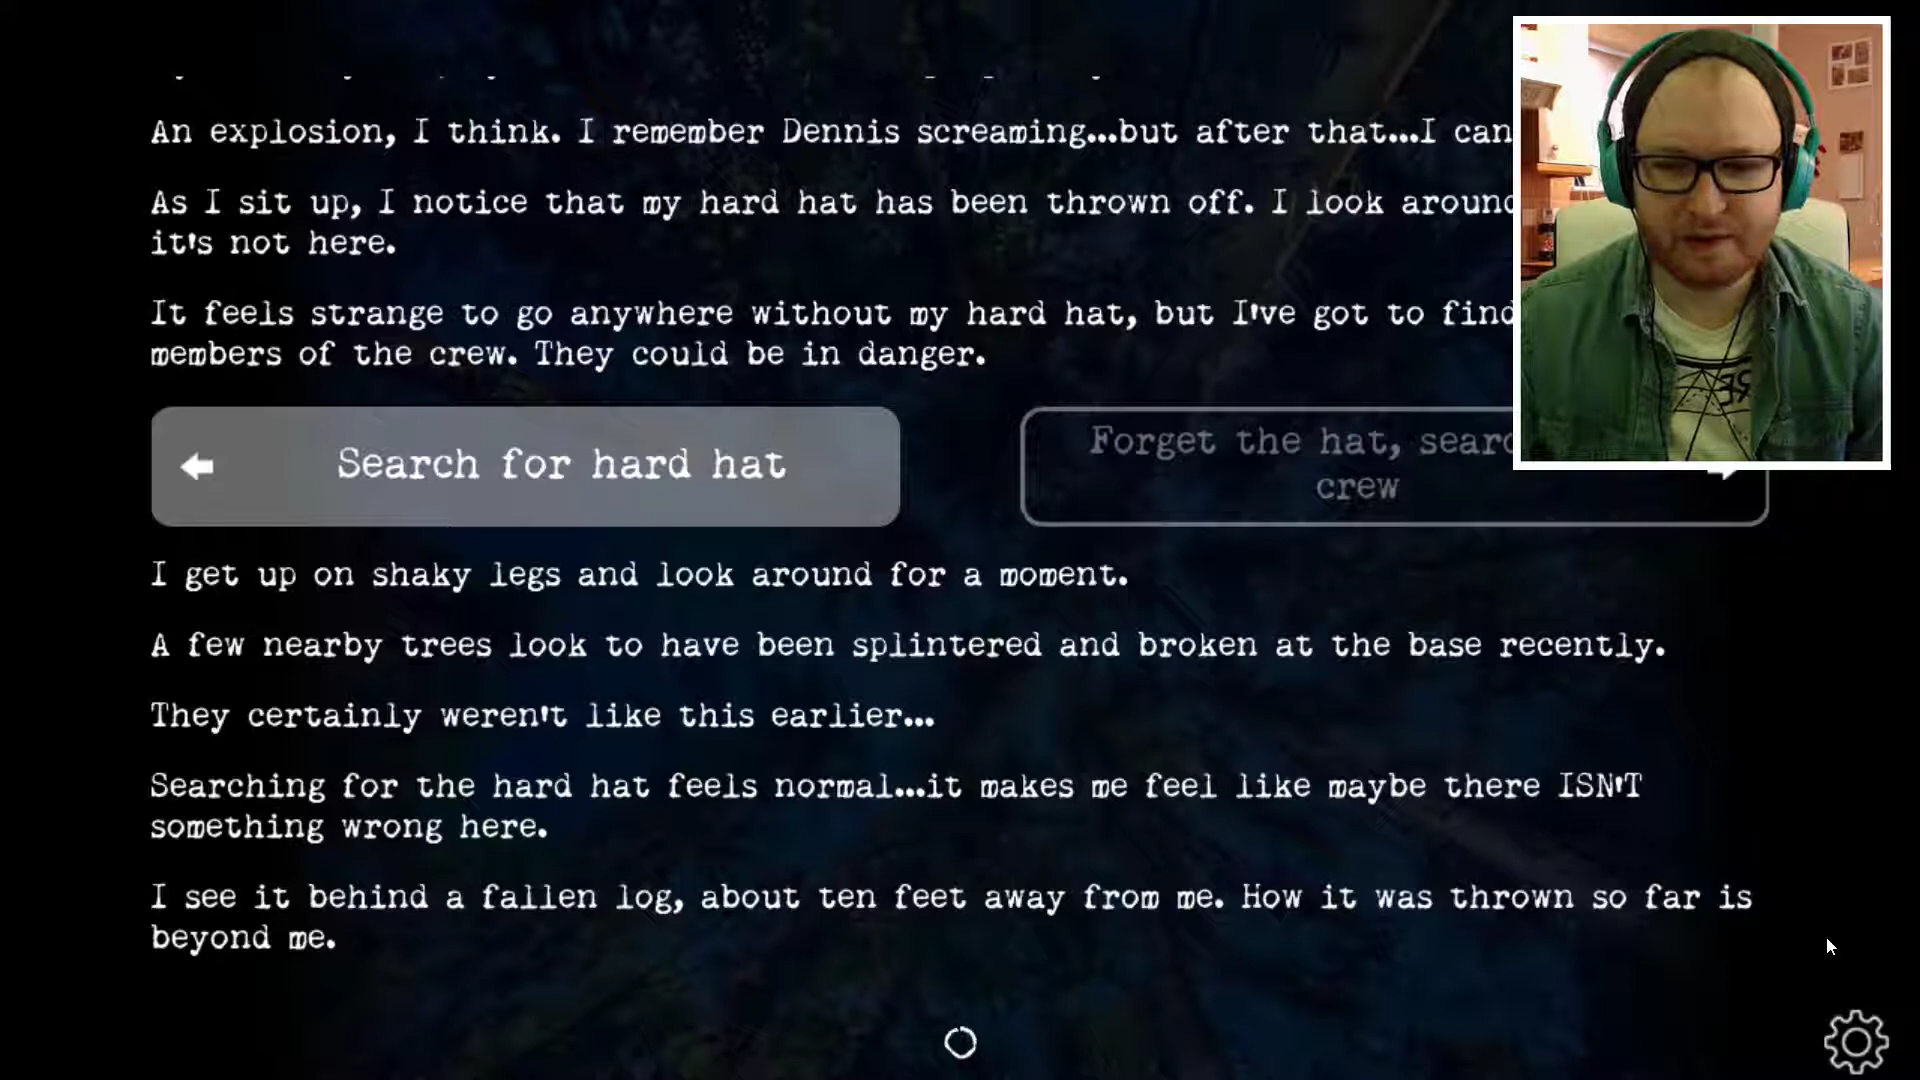 An explosion, I think. I remember Dennis screaming...but after that...I can
As I sit up, I notice that my hard hat has been thrown off. I look around
it's not here.
It feels strange to go anywhere without my hard hat, but I've got to find
members of the crew. They could be in danger.
Search for hard hat
Forget the hat,
crew
I get up on shaky legs and look around for a moment.
A few nearby trees look to have been splintered and broken at the base recently.
They certainly weren't like this earlier...
Searching for the hard hat feels normal...it makes me feel like maybe there ISN'T
something wrong here.
I see it behind a fallen log, about ten feet away from me. How it was thrown so far is
beyond me.